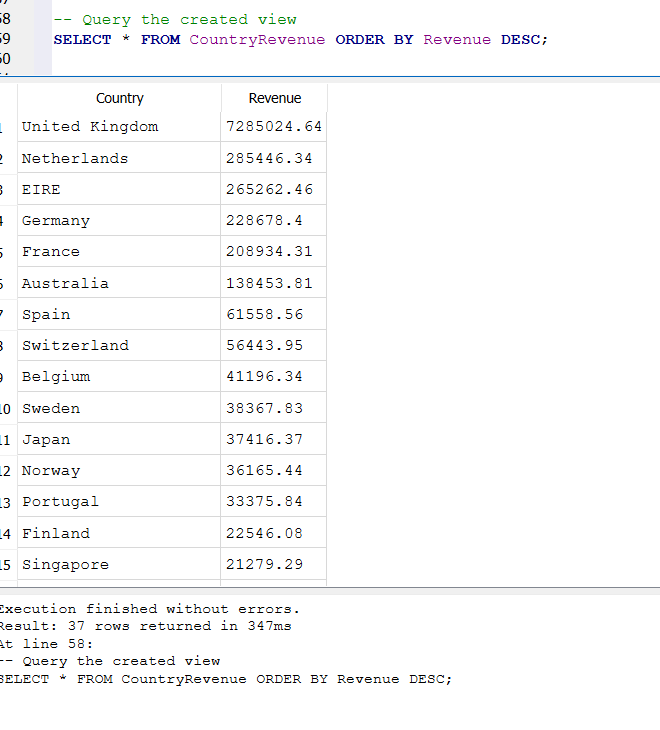 58 -- Query the created view
59 SELECT * FROM CountryRevenue ORDER BY Revenue DESC;
60
Country Revenue
1 United Kingdom 7285024.64
2 Netherlands 285446.34
3 EIRE 265262.46
4 Germany 228678.4
5 France 208934.31
6 Australia 138453.81
7 Spain 61558.56
8 Switzerland 56443.95
9 Belgium 41196.34
10 Sweden 38367.83
11 Japan 37416.37
12 Norway 36165.44
13 Portugal 33375.84
14 Finland 22546.08
15 Singapore 21279.29
Execution finished without errors.
Result: 37 rows returned in 347ms
At line 58:
-- Query the created view
SELECT * FROM CountryRevenue ORDER BY Revenue DESC;